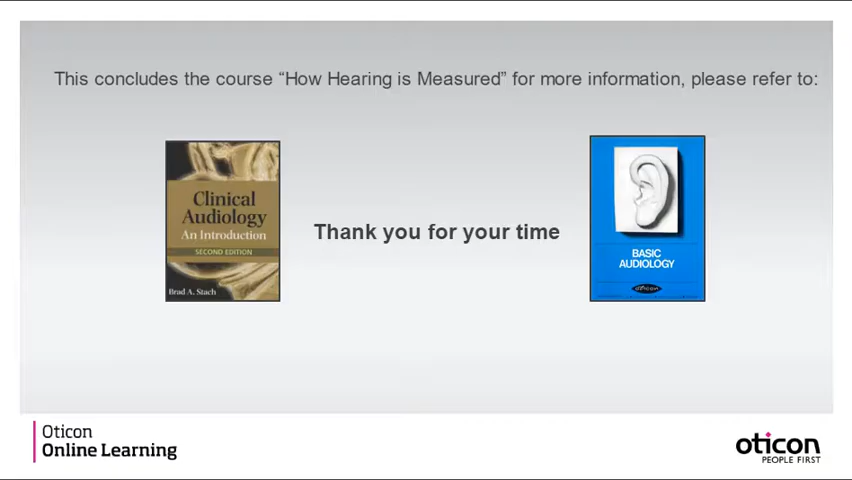 This concludes the course “How Hearing is Measured” for more information, please refer to:
Clinical
Audiology
An Introduction
SECOND EDITION
Brad A. Stach
Thank you for your time
BASIC
AUDIOLOGY
oticon
Oticon
Online Learning
oticon
PEOPLE FIRST